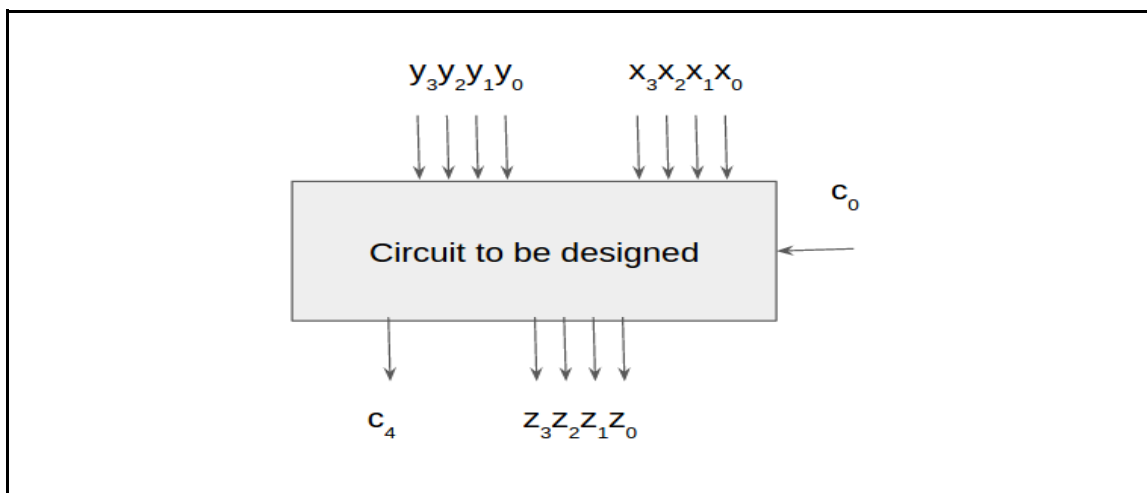 y₃y₂y₁y₀ x₃x₂x₁x₀
c₀
Circuit to be designed
c₄ z₃z₂z₁z₀